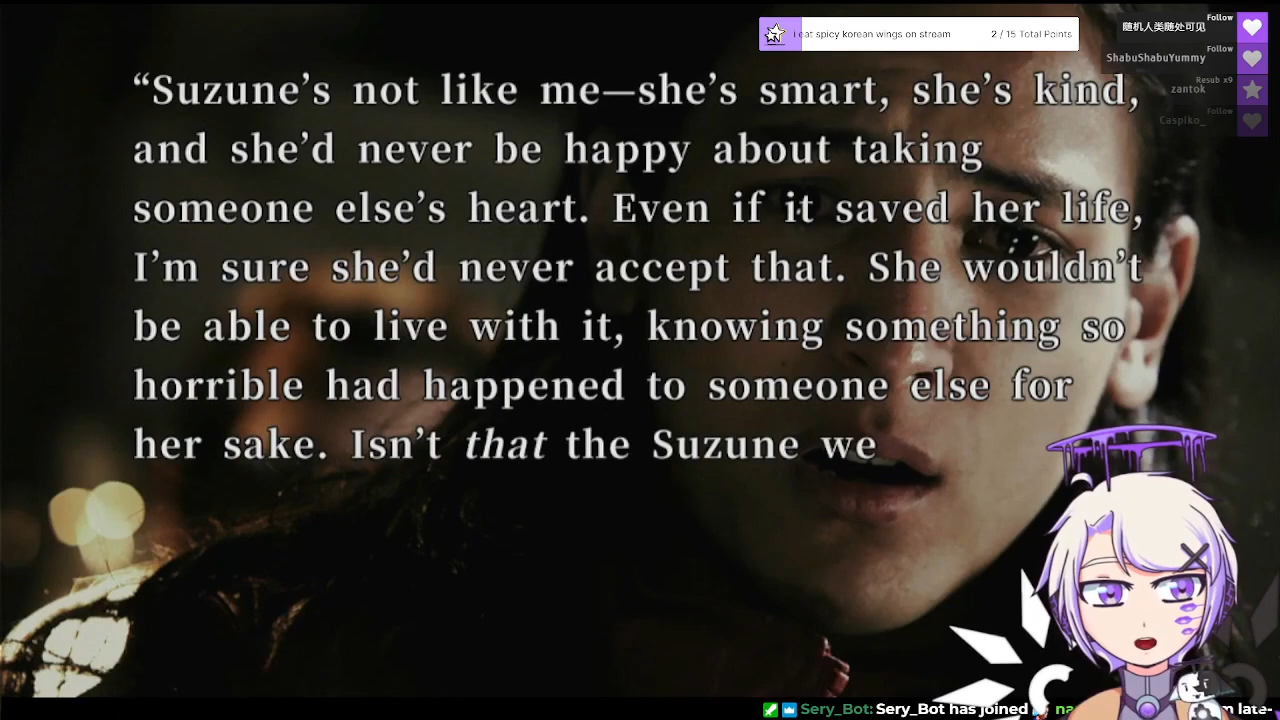 i eat spicy korean wings on stream 2 / 15 Total Points
Follow
随机人类随处可见
Follow
ShabuShabuYummy
Resub x9
zantok
Follow
Caspiko_
“Suzune’s not like me—she’s smart, she’s kind,
and she’d never be happy about taking
someone else’s heart. Even if it saved her life,
I’m sure she’d never accept that. She wouldn’t
be able to live with it, knowing something so
horrible had happened to someone else for
her sake. Isn’t that the Suzune we
Sery_Bot: Sery_Bot has joined